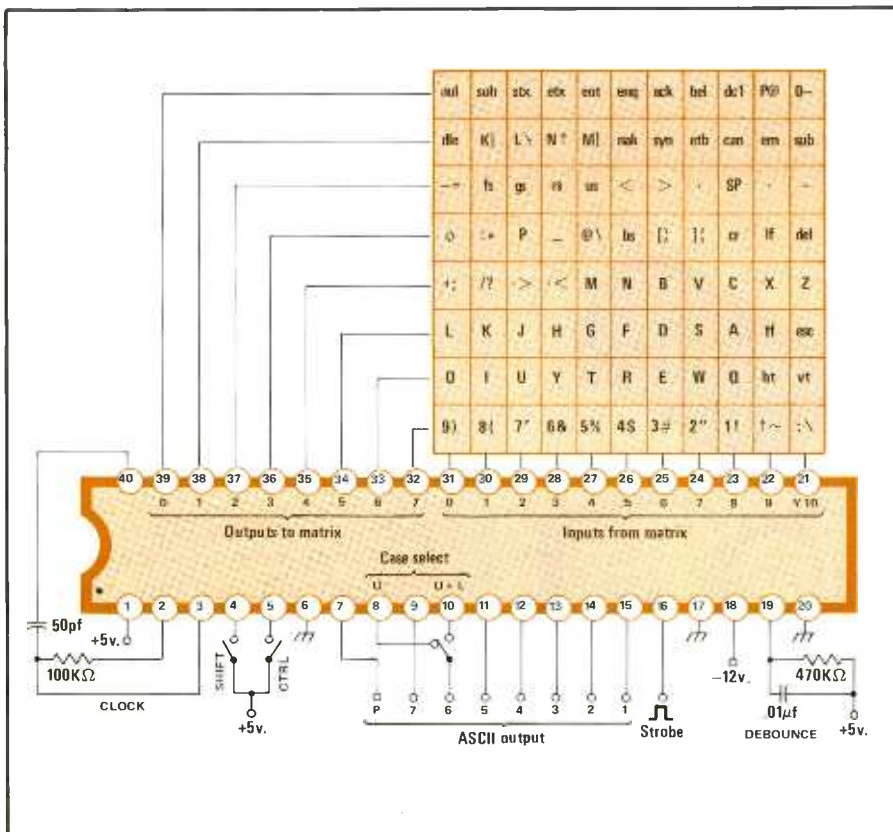 nul soh stx etx eot enq ack bel dc1 P@ 0–
dle K[ L\ N↑ M] nak syn etb can em sub
–= fs gs rs us < > SP
:* P _ @\ bs [{ ]} cr lf del
+; /? M N B V C X Z
L K J H G F D S A ff esc
O I U Y T R E W Q ht vt
9) 8( 7' 6& 5% 4$ 3# 2" 1! ↑~ :\
40 39 38 37 36 35 34 33 32 31 30 29 28 27 26 25 24 23 22 21
0 1 2 3 4 5 6 7 0 1 2 3 4 5 6 7 8 9 Y 10
Outputs to matrix Inputs from matrix
Case select
U U + L
1 2 3 4 5 6 7 8 9 10 11 12 13 14 15 16 17 18 19 20
50pf +5v. 100KΩ
CLOCK
SHIFT CTRL
+5v.
P 7 6 5 4 3 2 1
ASCII output
Strobe
–12v.
470KΩ
.01µf
DEBOUNCE
+5v.